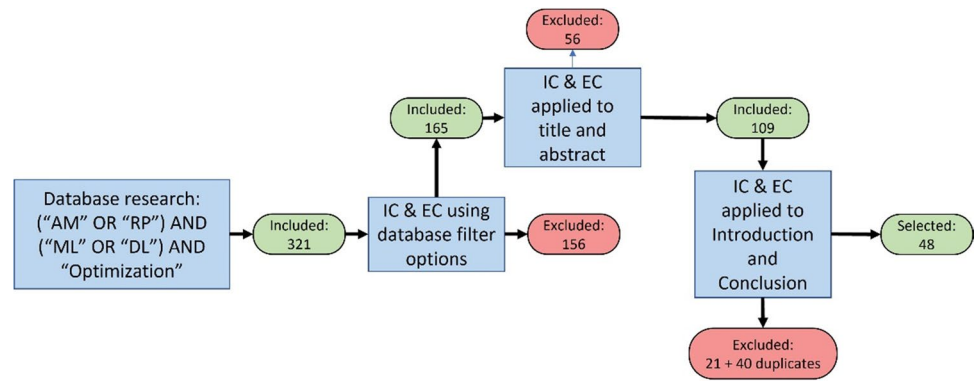 Database research:
("AM" OR "RP") AND
("ML" OR "DL") AND
"Optimization"
Included:
321
IC & EC using
database filter
options
Excluded:
156
Included:
165
IC & EC
applied to
title and
abstract
Excluded:
56
Included:
109
IC & EC
applied to
Introduction
and
Conclusion
Selected:
48
Excluded:
21 + 40 duplicates